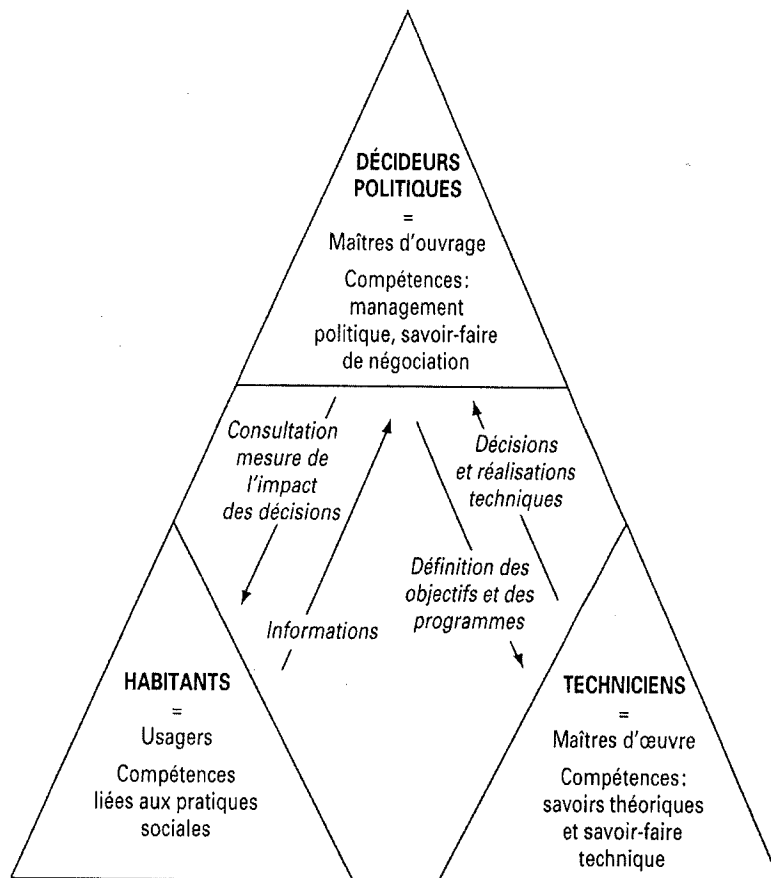 DÉCIDEURS
POLITIQUES
=
Maîtres d'ouvrage
Compétences:
management
politique, savoir-faire
de négociation
Consultation
mesure de
l'impact
des décisions
Informations
Décisions
et réalisations
techniques
Définition des
objectifs et des
programmes
HABITANTS
=
Usagers
Compétences
liées aux pratiques
sociales
TECHNICIENS
=
Maîtres d'œuvre
Compétences:
savoirs théoriques
et savoir-faire
technique